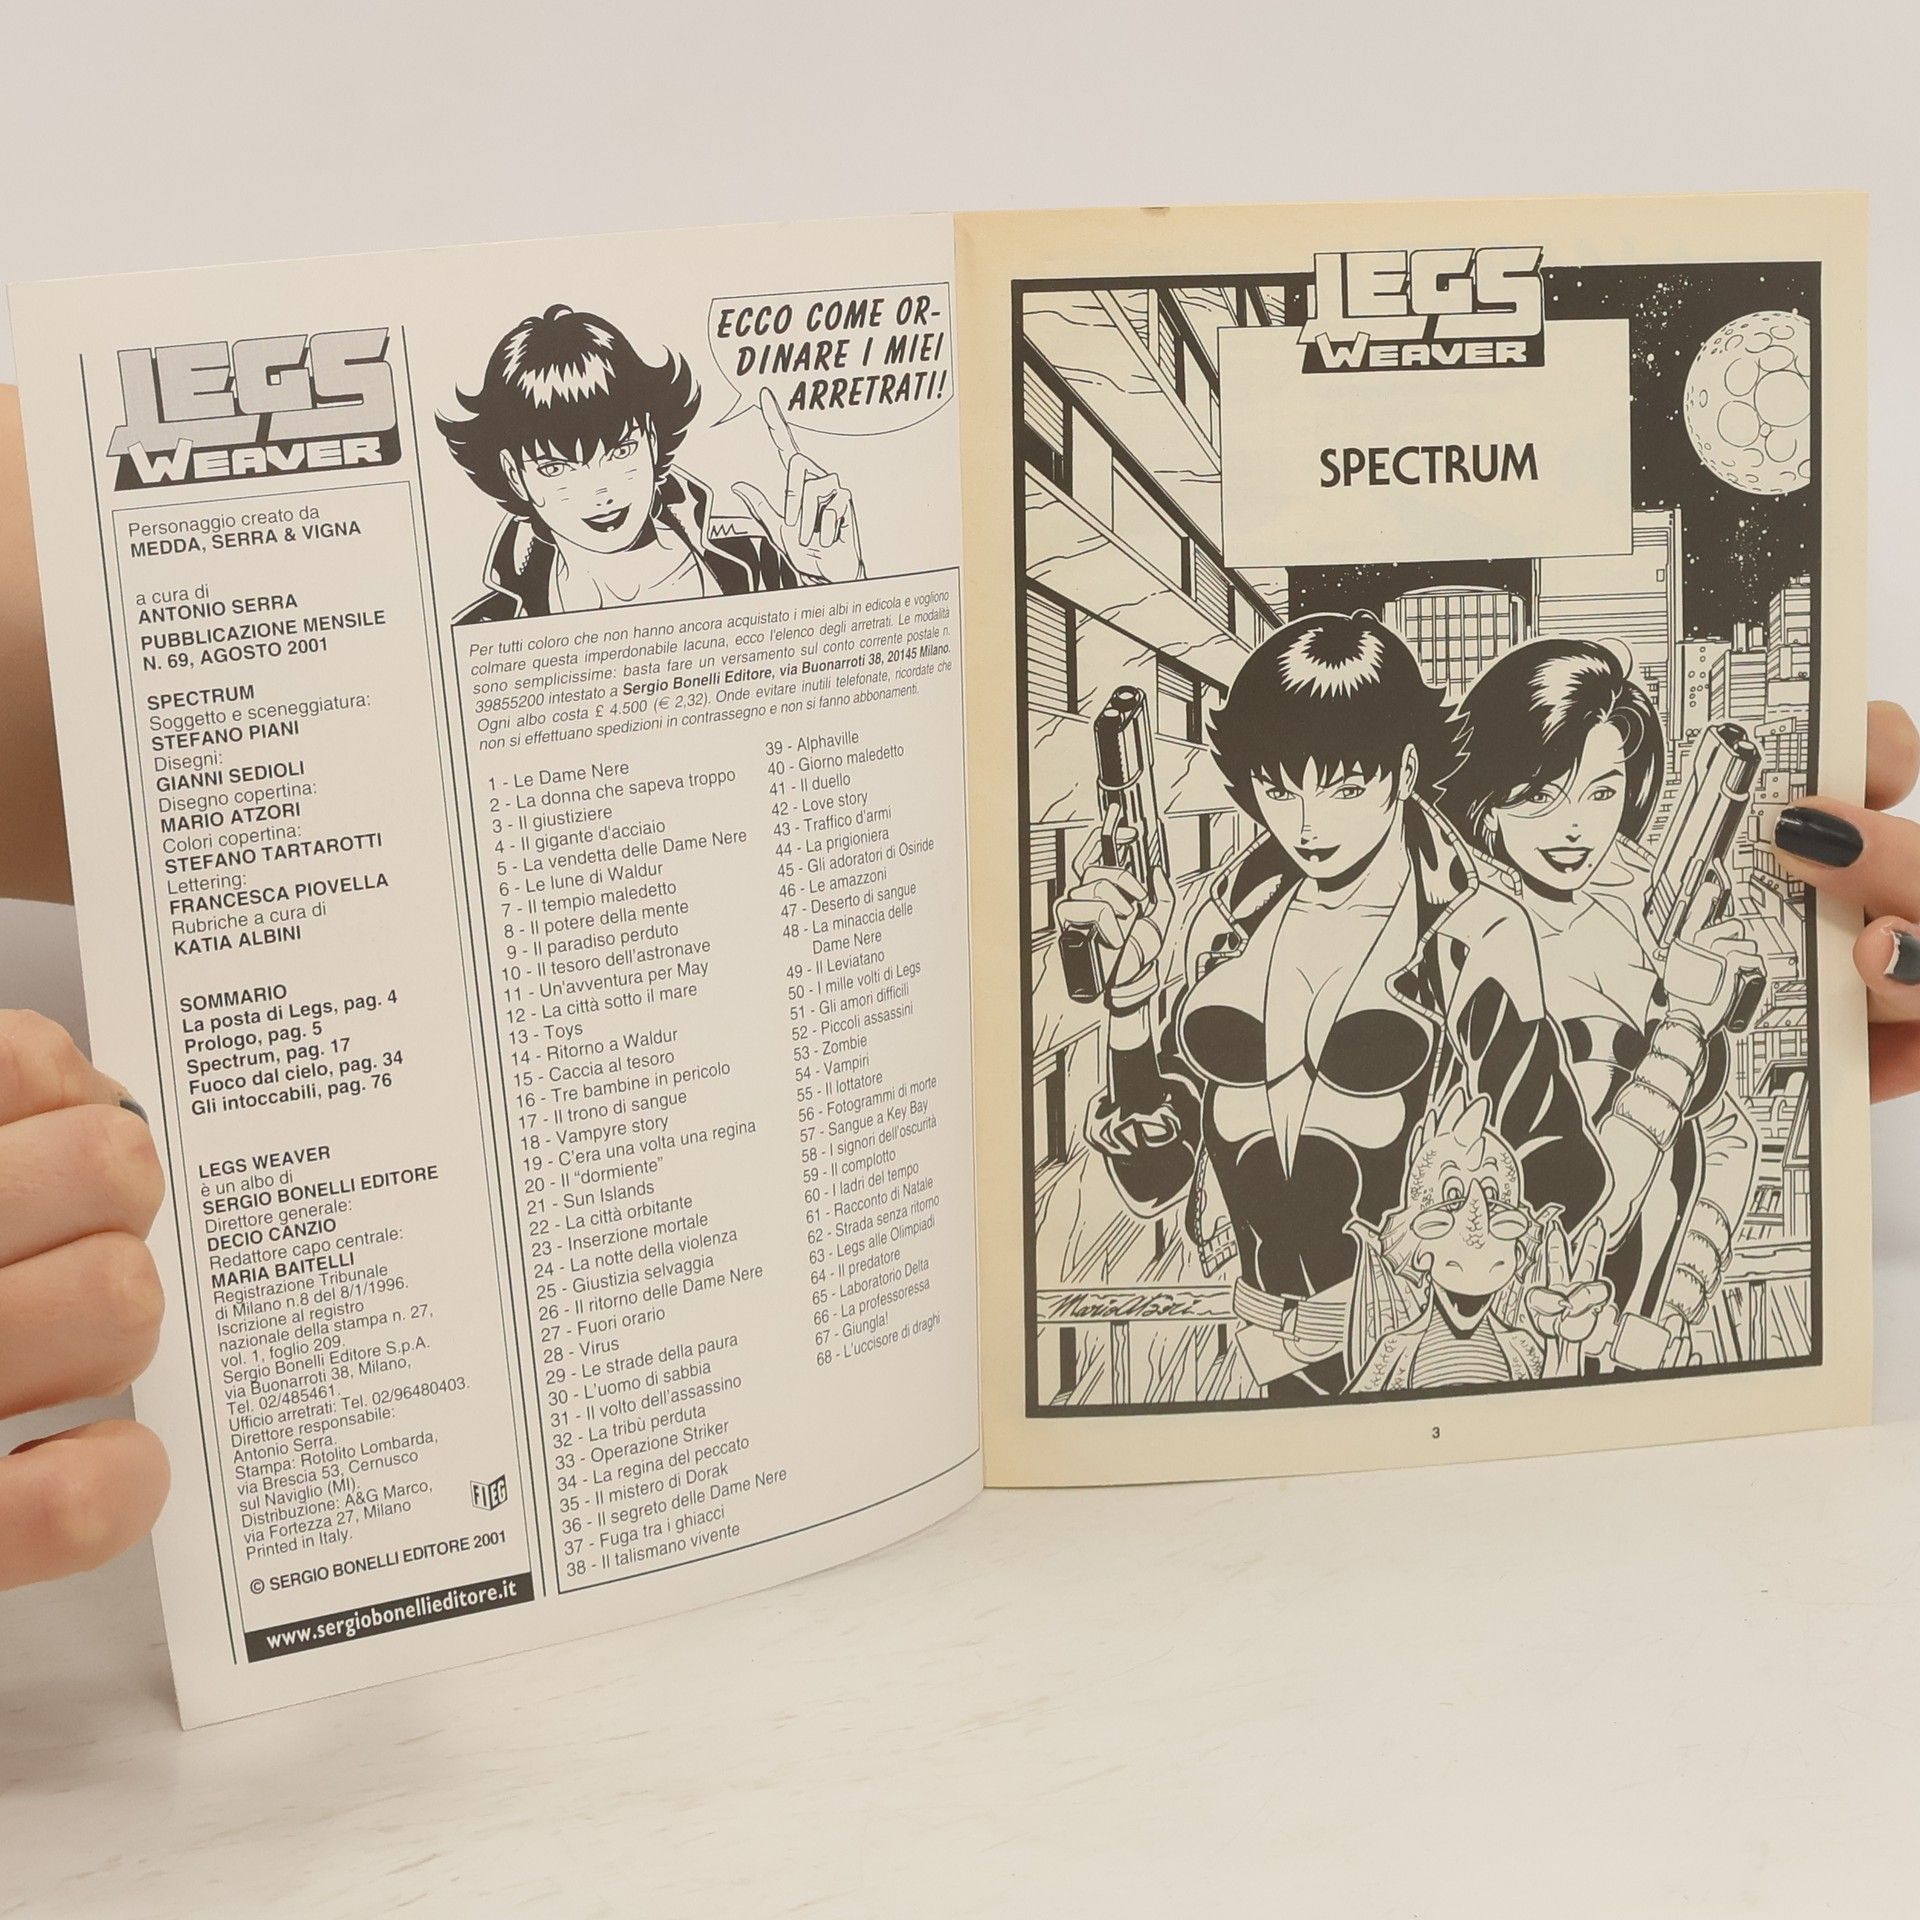 LEGS
WEAVER
Personaggio creato da
MEDDA, SERRA & VIGNA
a cura di
ANTONIO SERRA
PUBBLICAZIONE MENSILE
N. 69, AGOSTO 2001
SPECTRUM
Soggetto e sceneggiatura:
STEFANO PIANI
Disegni:
GIANNI SEDIOLI
Disegno copertina:
MARIO ATZORI
Colori copertina:
STEFANO TARTAROTTI
Lettering:
FRANCESCA PIOVELLA
Rubriche a cura di
KATIA ALBINI
SOMMARIO
La posta di Legs, pag. 4
Prologo, pag. 5
Spectrum, pag. 17
Fuoco dal cielo, pag. 34
Gli intoccabili, pag. 76
LEGS WEAVER
è un albo di
SERGIO BONELLI EDITORE
Direttore generale:
DECIO CANZIO
Redattore capo centrale:
MARIA BAITELLI
Registrazione Tribunale
di Milano n.8 del 8/1/1996.
Iscrizione al registro
nazionale della stampa n. 27,
vol. 1, foglio 209.
Sergio Bonelli Editore S.p.A.
via Buonarroti 38, Milano,
Tel. 02/485461.
Ufficio arretrati: Tel. 02/96480403.
Direttore responsabile:
Antonio Serra.
Stampa: Rotolito Lombarda,
via Brescia 53, Cernusco
sul Naviglio (MI).
Distribuzione: A&G Marco,
via Fortezza 27, Milano
Printed in Italy.
FIEG
© SERGIO BONELLI EDITORE 2001
www.sergiobonellieditore.it
ECCO COME OR-
DINARE I MIEI
ARRETRATI!
Per tutti coloro che non hanno ancora acquistato i miei albi in edicola e vogliono
colmare questa imperdonabile lacuna, ecco l'elenco degli arretrati. Le modalità
sono semplicissime: basta fare un versamento sul conto corrente postale n.
39855200 intestato a Sergio Bonelli Editore, via Buonarroti 38, 20145 Milano.
Ogni albo costa £ 4.500 (€ 2,32). Onde evitare inutili telefonate, ricordate che
non si effettuano spedizioni in contrassegno e non si fanno abbonamenti.
1 - Le Dame Nere
2 - La donna che sapeva troppo
3 - Il giustiziere
4 - Il gigante d'acciaio
5 - La vendetta delle Dame Nere
6 - Le lune di Waldur
7 - Il tempio maledetto
8 - Il potere della mente
9 - Il paradiso perduto
10 - Il tesoro dell'astronave
11 - Un'avventura per May
12 - La città sotto il mare
13 - Toys
14 - Ritorno a Waldur
15 - Caccia al tesoro
16 - Tre bambine in pericolo
17 - Il trono di sangue
18 - Vampyre story
19 - C'era una volta una regina
20 - Il “dormiente”
21 - Sun Islands
22 - La città orbitante
23 - Inserzione mortale
24 - La notte della violenza
25 - Giustizia selvaggia
26 - Il ritorno delle Dame Nere
27 - Fuori orario
28 - Virus
29 - Le strade della paura
30 - L'uomo di sabbia
31 - Il volto dell'assassino
32 - La tribù perduta
33 - Operazione Striker
34 - La regina del peccato
35 - Il mistero di Dorak
36 - Il segreto delle Dame Nere
37 - Fuga tra i ghiacci
38 - Il talismano vivente
39 - Alphaville
40 - Giorno maledetto
41 - Il duello
42 - Love story
43 - Traffico d'armi
44 - La prigioniera
45 - Gli adoratori di Osiride
46 - Le amazzoni
47 - Deserto di sangue
48 - La minaccia delle
Dame Nere
49 - Il Leviatano
50 - I mille volti di Legs
51 - Gli amori difficili
52 - Piccoli assassini
53 - Zombie
54 - Vampiri
55 - Il lottatore
56 - Fotogrammi di morte
57 - Sangue a Key Bay
58 - I signori dell'oscurità
59 - Il complotto
60 - I ladri del tempo
61 - Racconto di Natale
62 - Strada senza ritorno
63 - Legs alle Olimpiadi
64 - Il predatore
65 - Laboratorio Delta
66 - La professoressa
67 - Giungla!
68 - L'uccisore di draghi
LEGS
WEAVER
SPECTRUM
Mario Atzori
3